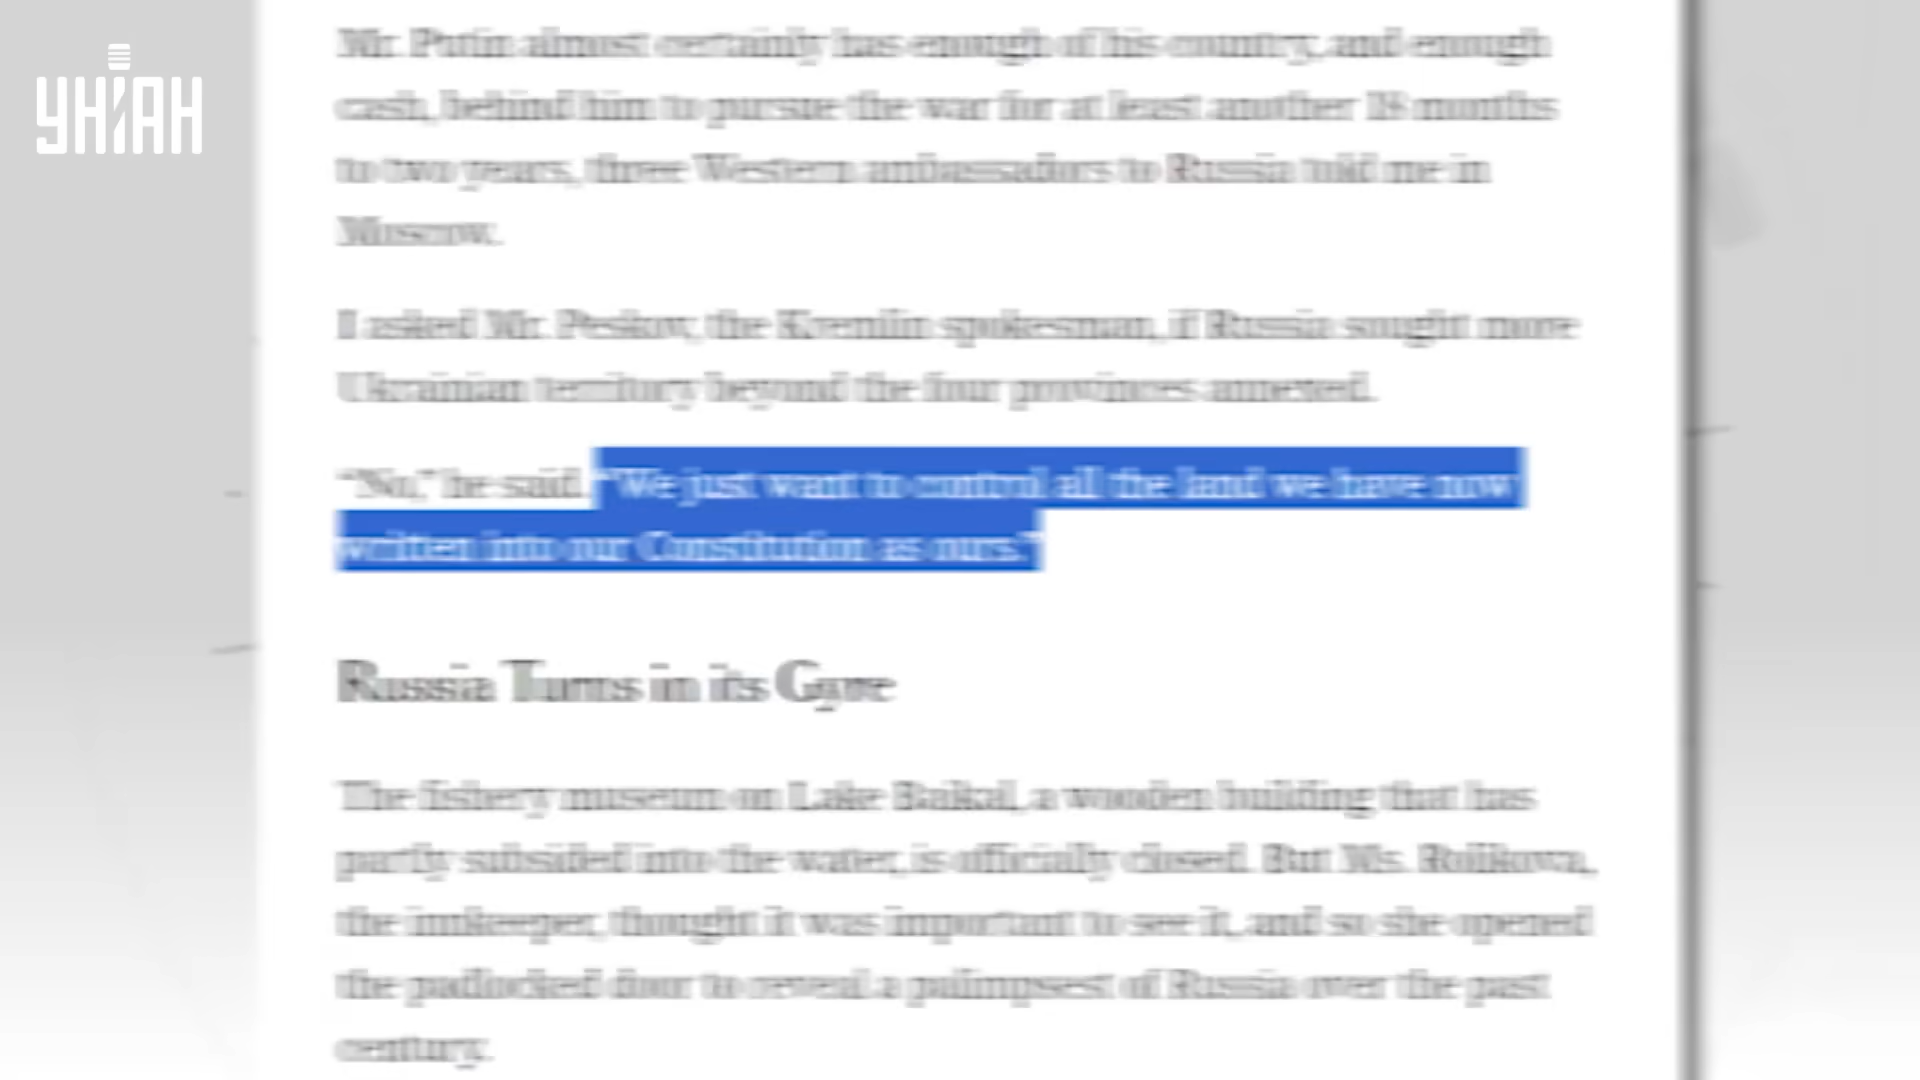 УНІАН
Mr. Putin almost certainly has enough of his country, and enough
cash, behind him to pursue the war for at least another 18 months
to two years, three Western ambassadors to Russia told me in
Moscow.
I asked Mr. Peskov, the Kremlin spokesman, if Russia sought more
Ukrainian territory beyond the four provinces annexed.
“No,” he said. “We just want to control all the land we have now
written into our Constitution as ours.”
Russia Turns in its Gyre
The fishery museum on Lake Baikal, a wooden building that has
partly subsided into the water, is officially closed. But Ms. Rolikova,
the innkeeper, thought it was important to see it, and so she opened
the padlocked door to reveal a palimpsest of Russia over the past
century.